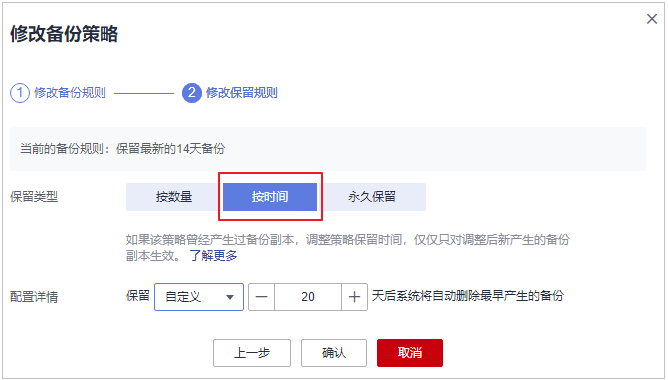 修改备份策略
1 修改备份规则 2 修改保留规则
当前的备份规则：保留最新的14天备份
保留类型 按数量 按时间 永久保留
如果该策略曾经产生过备份副本，调整策略保留时间，仅仅只对调整后新产生的备份
副本生效。 了解更多
配置详情 保留 自定义 — 20 + 天后系统将自动删除最早产生的备份
上一步 确认 取消